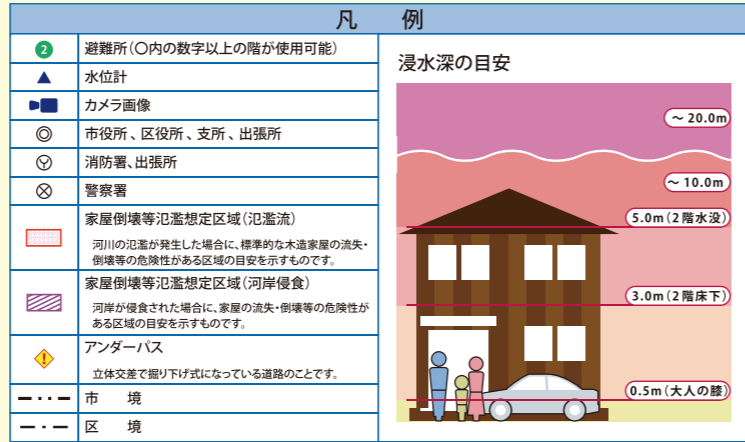 凡　例
2 避難所(〇内の数字以上の階が使用可能)
水位計
カメラ画像
市役所、区役所、支所、出張所
消防署、出張所
警察署
家屋倒壊等氾濫想定区域(氾濫流)
河川の氾濫が発生した場合に、標準的な木造家屋の流失・
倒壊等の危険性がある区域の目安を示すものです。
家屋倒壊等氾濫想定区域(河岸侵食)
河岸が侵食された場合に、家屋の流失・倒壊等の危険性が
ある区域の目安を示すものです。
! アンダーパス
立体交差で掘り下げ式になっている道路のことです。
市　境
区　境
浸水深の目安
～20.0m
～10.0m
5.0m(2階水没)
3.0m(2階床下)
0.5m(大人の膝)